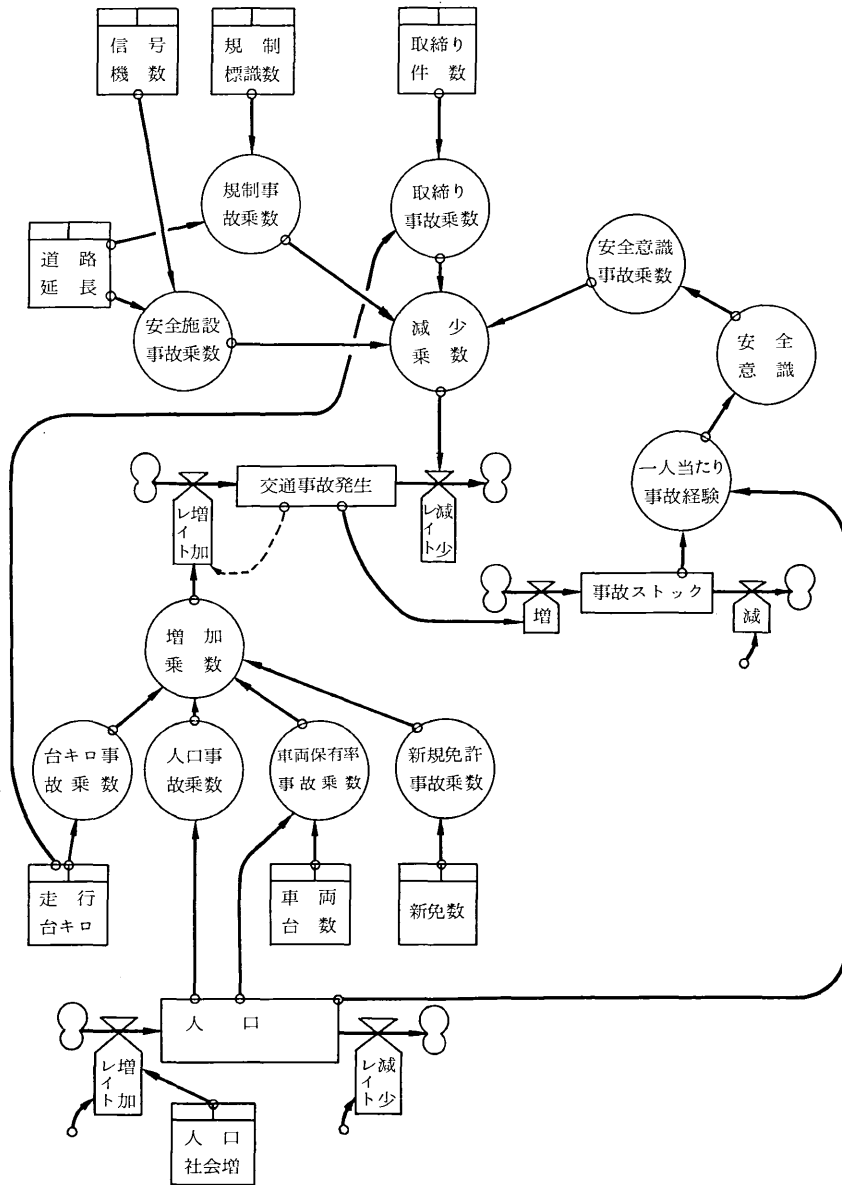 信号
機数
規制
標識数
取締り
件数
規制事
故乗数
取締り
事故乗数
安全意識
事故乗数
道路
延長
安全施設
事故乗数
減少
乗数
安全
意識
一人当たり
事故経験
交通事故発生
増加
レイト
減少
レイト
事故ストック
増
減
増加
乗数
台キロ事
故乗数
人口事
故乗数
車両保有率
事故乗数
新規免許
事故乗数
走行
台キロ
車両
台数
新免数
人口
増加
レイト
減少
レイト
人口
社会増